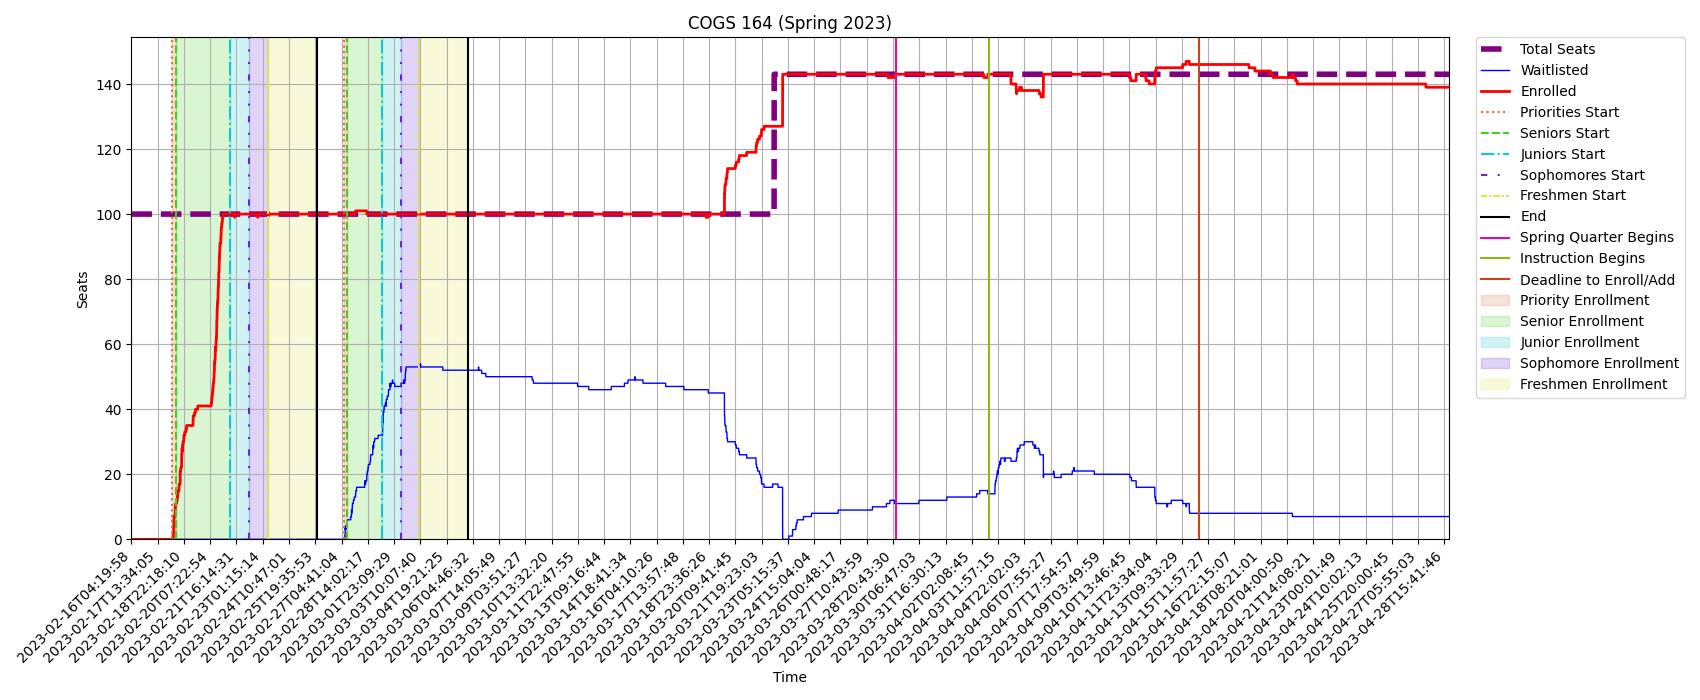 COGS 164 (Spring 2023)
Seats
140
120
100
80
60
40
20
0
2023-02-16T04:19:58
2023-02-17T13:34:05
2023-02-18T22:18:10
2023-02-20T07:22:54
2023-02-21T16:14:31
2023-02-23T01:15:14
2023-02-24T10:47:01
2023-02-25T19:35:53
2023-02-27T04:41:04
2023-02-28T14:02:17
2023-03-01T23:09:29
2023-03-03T10:07:40
2023-03-04T19:21:25
2023-03-06T04:46:32
2023-03-07T14:05:49
2023-03-09T03:51:27
2023-03-10T13:32:20
2023-03-11T22:47:55
2023-03-13T09:16:44
2023-03-14T18:41:34
2023-03-16T04:10:26
2023-03-17T13:57:48
2023-03-18T23:36:26
2023-03-20T09:41:45
2023-03-21T19:23:03
2023-03-23T05:15:37
2023-03-24T15:04:04
2023-03-26T00:48:17
2023-03-27T10:43:59
2023-03-28T20:43:30
2023-03-30T06:47:03
2023-03-31T16:30:13
2023-04-02T02:08:45
2023-04-03T11:57:15
2023-04-04T22:02:03
2023-04-06T07:55:27
2023-04-07T17:54:57
2023-04-09T03:49:59
2023-04-10T13:46:45
2023-04-11T23:34:04
2023-04-13T09:33:29
2023-04-15T11:57:27
2023-04-16T22:15:07
2023-04-18T08:21:01
2023-04-20T04:00:50
2023-04-21T14:08:21
2023-04-23T00:01:49
2023-04-24T10:02:13
2023-04-25T20:00:45
2023-04-27T05:55:03
2023-04-28T15:41:46
Time
Total Seats
Waitlisted
Enrolled
Priorities Start
Seniors Start
Juniors Start
Sophomores Start
Freshmen Start
End
Spring Quarter Begins
Instruction Begins
Deadline to Enroll/Add
Priority Enrollment
Senior Enrollment
Junior Enrollment
Sophomore Enrollment
Freshmen Enrollment